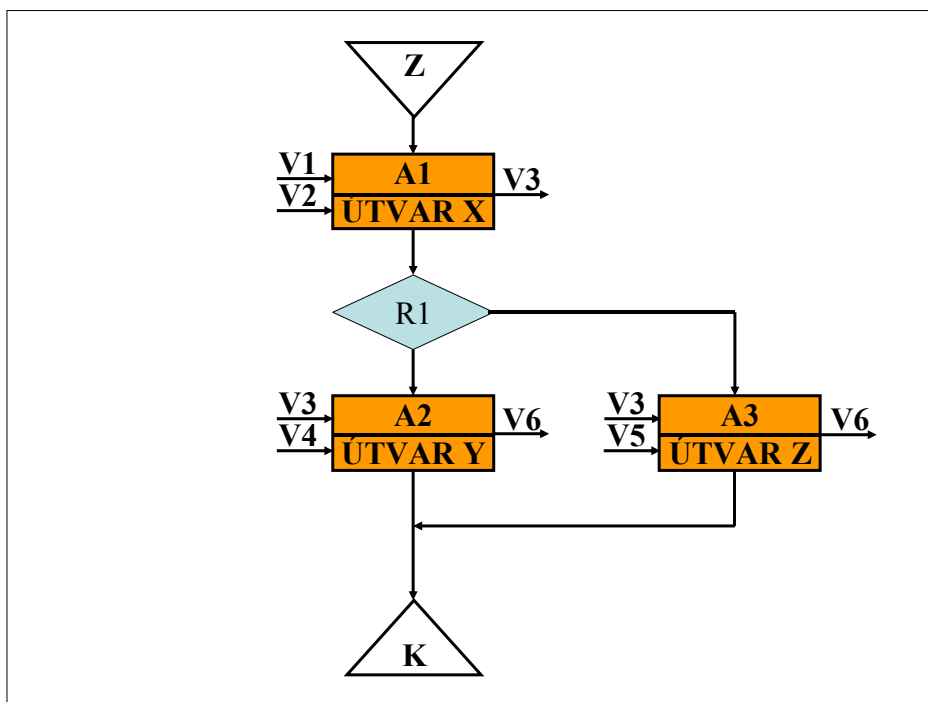 Z
V1
A1
V3
V2
ÚTVAR X
R1
V3
A2
V6
V4
ÚTVAR Y
V3
A3
V6
V5
ÚTVAR Z
K